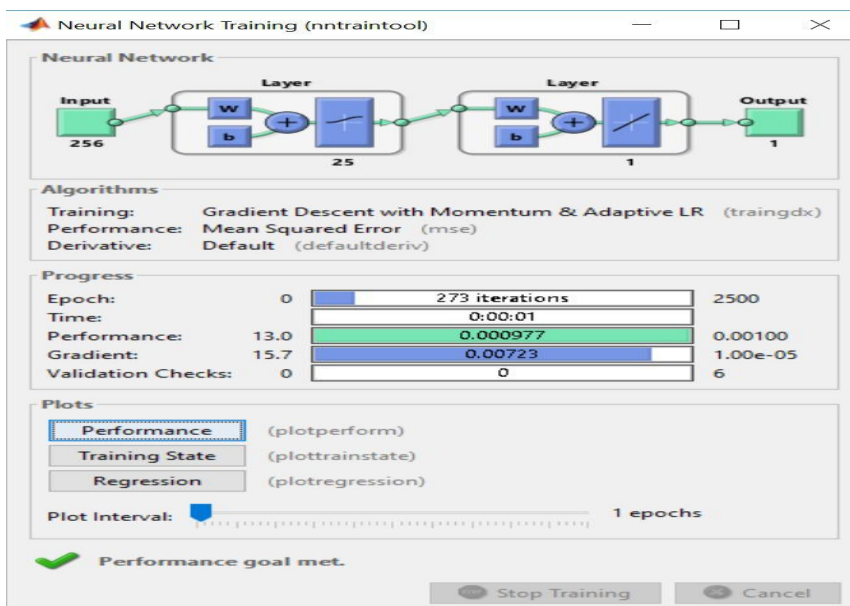 Neural Network Training (nntraintool)
Neural Network
Layer Layer
Input Output
W W
b b
256 25 1 1
Algorithms
Training: Gradient Descent with Momentum & Adaptive LR (traingdx)
Performance: Mean Squared Error (mse)
Derivative: Default (defaultderiv)
Progress
Epoch: 0 273 iterations 2500
Time: 0:00:01
Performance: 13.0 0.000977 0.00100
Gradient: 15.7 0.00723 1.00e-05
Validation Checks: 0 0 6
Plots
Performance (plotperform)
Training State (plottrainstate)
Regression (plotregression)
Plot Interval: 1 epochs
Performance goal met.
Stop Training Cancel